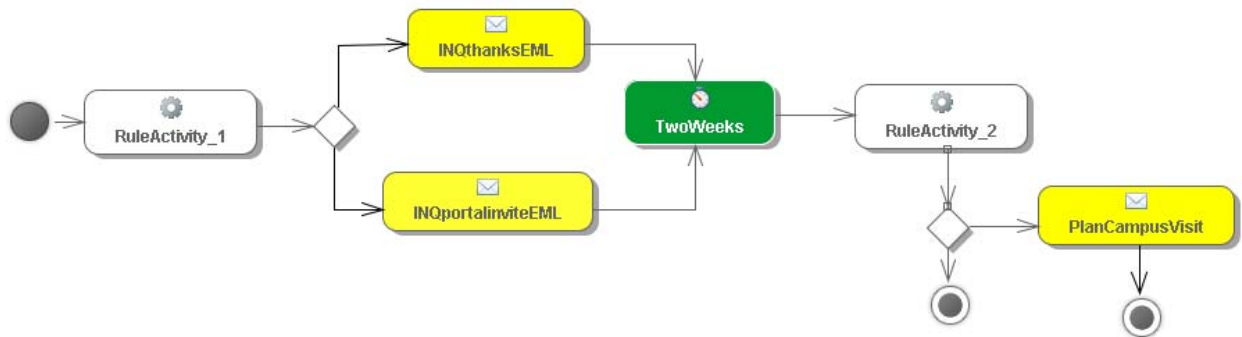 INQthanksEML
RuleActivity_1
TwoWeeks
RuleActivity_2
INQportalinviteEML
PlanCampusVisit